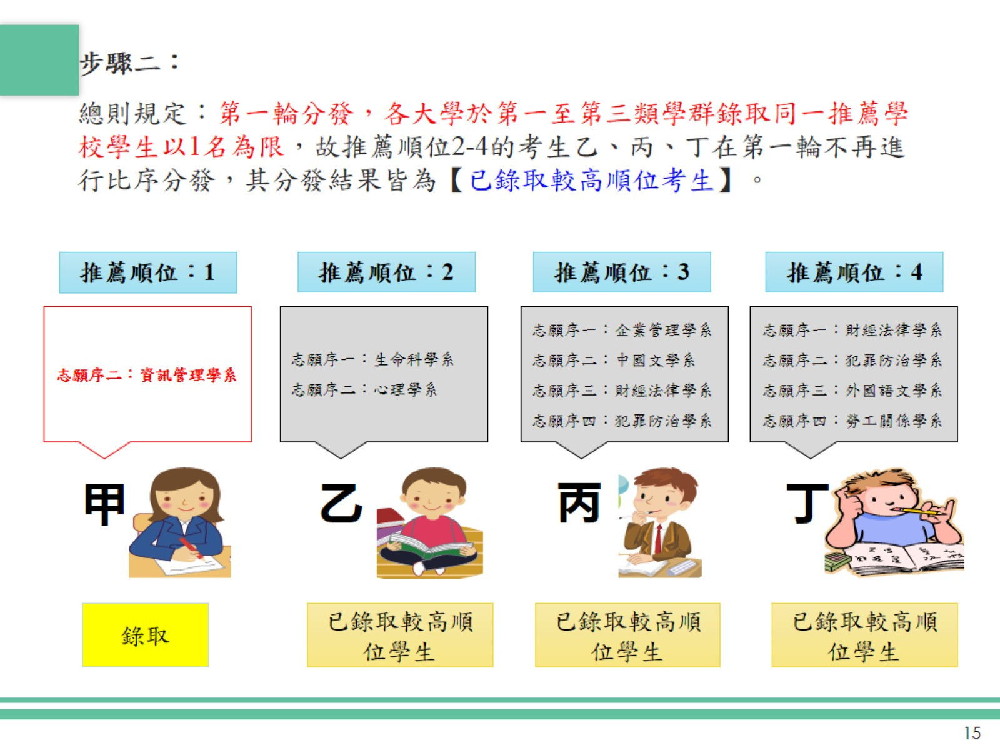 步驟二：
總則規定：第一輪分發，各大學於第一至第三類學群錄取同一推薦學
校學生以1名為限，故推薦順位2-4的考生乙、丙、丁在第一輪不再進
行比序分發，其分發結果皆為【已錄取較高順位考生】。
推薦順位：1
推薦順位：2
推薦順位：3
推薦順位：4
志願序二：資訊管理學系
志願序一：生命科學系
志願序二：心理學系
志願序一：企業管理學系
志願序二：中國文學系
志願序三：財經法律學系
志願序四：犯罪防治學系
志願序一：財經法律學系
志願序二：犯罪防治學系
志願序三：外國語文學系
志願序四：勞工關係學系
甲
乙
丙
丁
錄取
已錄取較高順
位學生
已錄取較高順
位學生
已錄取較高順
位學生
15